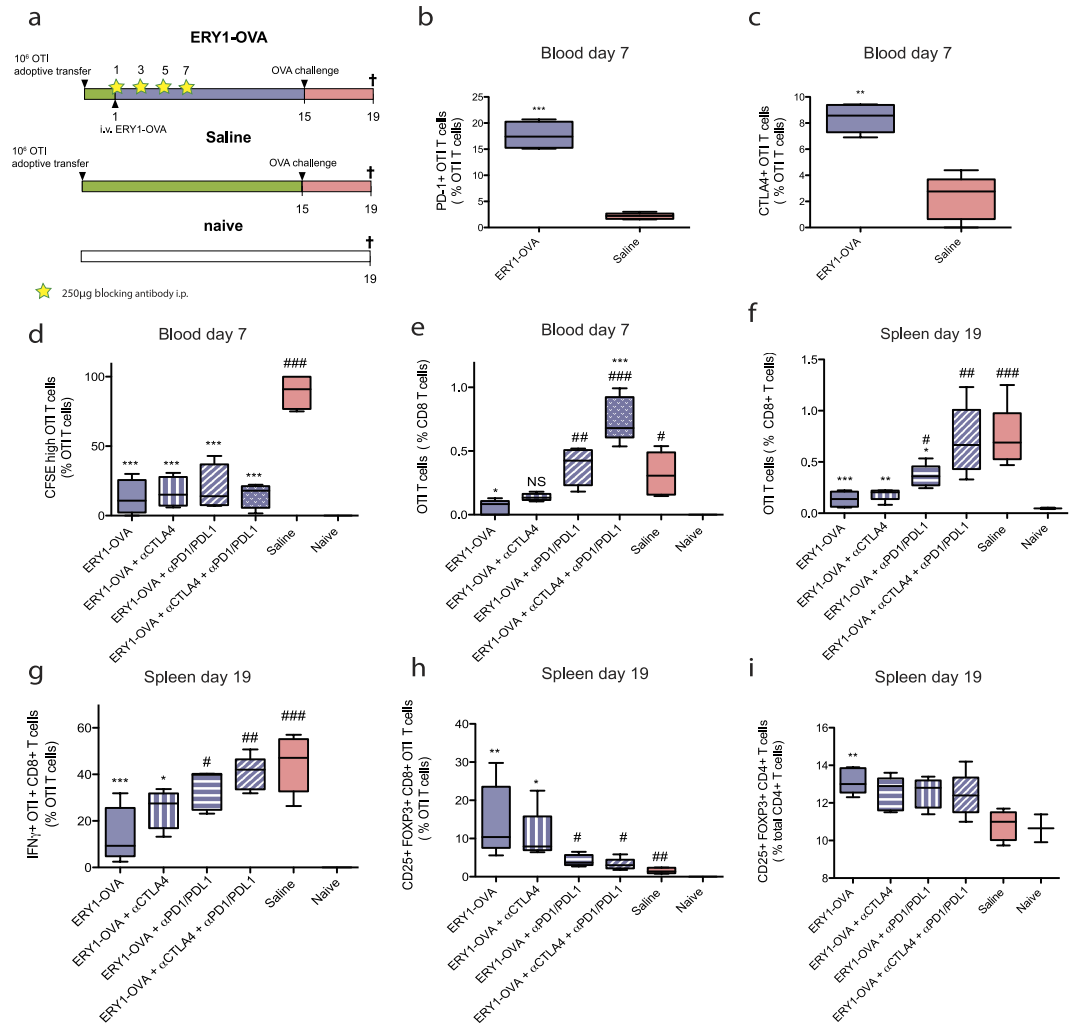 a
ERY1-OVA
10⁶ OTI
adoptive transfer
1 3 5 7
OVA challenge
†
1
15
19
i.v. ERY1-OVA
Saline
10⁶ OTI
adoptive transfer
OVA challenge
†
15
19
naive
†
19
250µg blocking antibody i.p.
b
Blood day 7
PD-1+ OTI T cells
( % OTI T cells)
25
20
15
10
5
0
***
ERY1-OVA
Saline
c
Blood day 7
CTLA4+ OTI T cells
( % OTI T cells)
10
8
6
4
2
0
**
ERY1-OVA
Saline
d
Blood day 7
CFSE high OTI T cells
(% OTI T cells)
100
50
0
***
***
***
***
###
ERY1-OVA
ERY1-OVA + αCTLA4
ERY1-OVA + αPD1/PDL1
ERY1-OVA + αCTLA4 + αPD1/PDL1
Saline
Naive
e
Blood day 7
OTI T cells ( % CD8 T cells)
1.0
0.5
0.0
*
NS
##
***
###
#
ERY1-OVA
ERY1-OVA + αCTLA4
ERY1-OVA + αPD1/PDL1
ERY1-OVA + αCTLA4 + αPD1/PDL1
Saline
Naive
f
Spleen day 19
OTI T cells ( % CD8+ T cells)
1.5
1.0
0.5
0.0
***
**
#
*
##
###
ERY1-OVA
ERY1-OVA + αCTLA4
ERY1-OVA + αPD1/PDL1
ERY1-OVA + αCTLA4 + αPD1/PDL1
Saline
Naive
g
Spleen day 19
IFNγ+ OTI + CD8+ T cells
(% OTI T cells)
60
40
20
0
***
*
#
##
###
ERY1-OVA
ERY1-OVA + αCTLA4
ERY1-OVA + αPD1/PDL1
ERY1-OVA + αCTLA4 + αPD1/PDL1
Saline
Naive
h
Spleen day 19
CD25+ FOXP3+ CD8+ OTI T cells
( % OTI T cells)
40
30
20
10
0
**
*
#
#
##
ERY1-OVA
ERY1-OVA + αCTLA4
ERY1-OVA + αPD1/PDL1
ERY1-OVA + αCTLA4 + αPD1/PDL1
Saline
Naive
i
Spleen day 19
CD25+ FOXP3+ CD4+ T cells
( % total CD4+ T cells)
16
14
12
10
8
**
ERY1-OVA
ERY1-OVA + αCTLA4
ERY1-OVA + αPD1/PDL1
ERY1-OVA + αCTLA4 + αPD1/PDL1
Saline
Naive